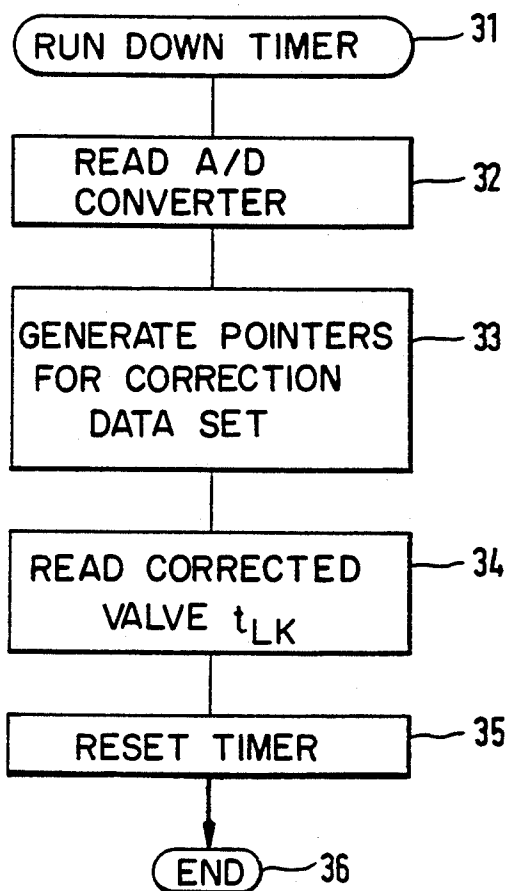 RUN DOWN TIMER 31
READ A/D 32
CONVERTER
GENERATE POINTERS 33
FOR CORRECTION
DATA SET
READ CORRECTED 34
VALVE tLK
RESET TIMER 35
END 36